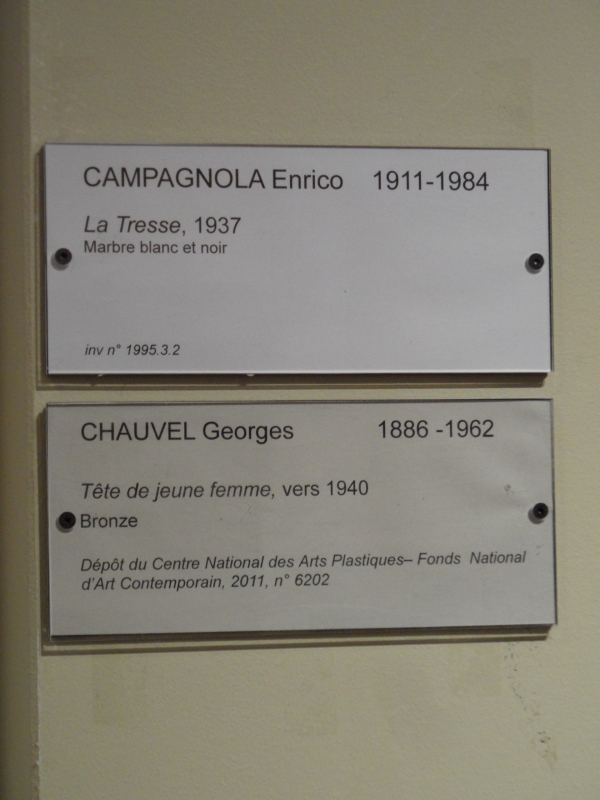 CAMPAGNOLA Enrico 1911-1984
La Tresse, 1937
Marbre blanc et noir
inv n° 1995.3.2
CHAUVEL Georges 1886 -1962
Tête de jeune femme, vers 1940
Bronze
Dépôt du Centre National des Arts Plastiques– Fonds National
d'Art Contemporain, 2011, n° 6202